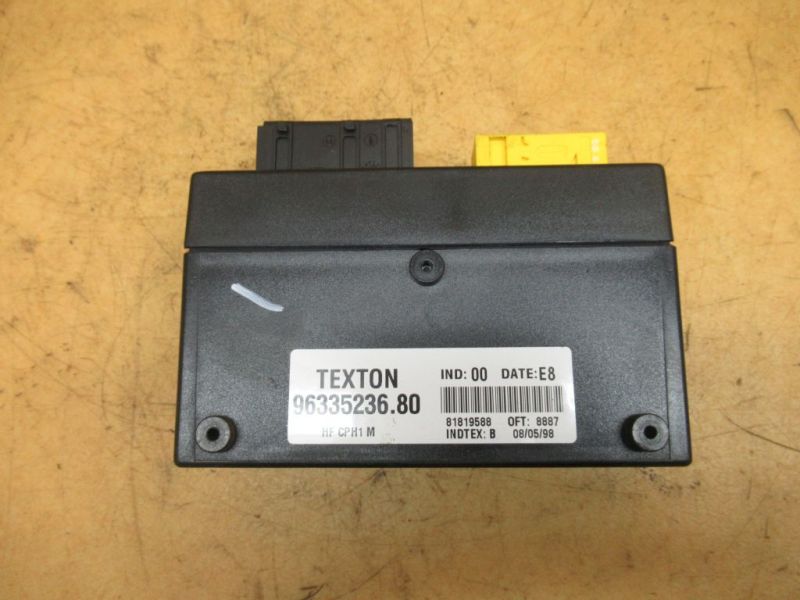 TEXTON
96335236.80
HF CPH1 M
IND: 00 DATE: E8
81819588 OFT: 8887
INDTEX: B 08/05/98